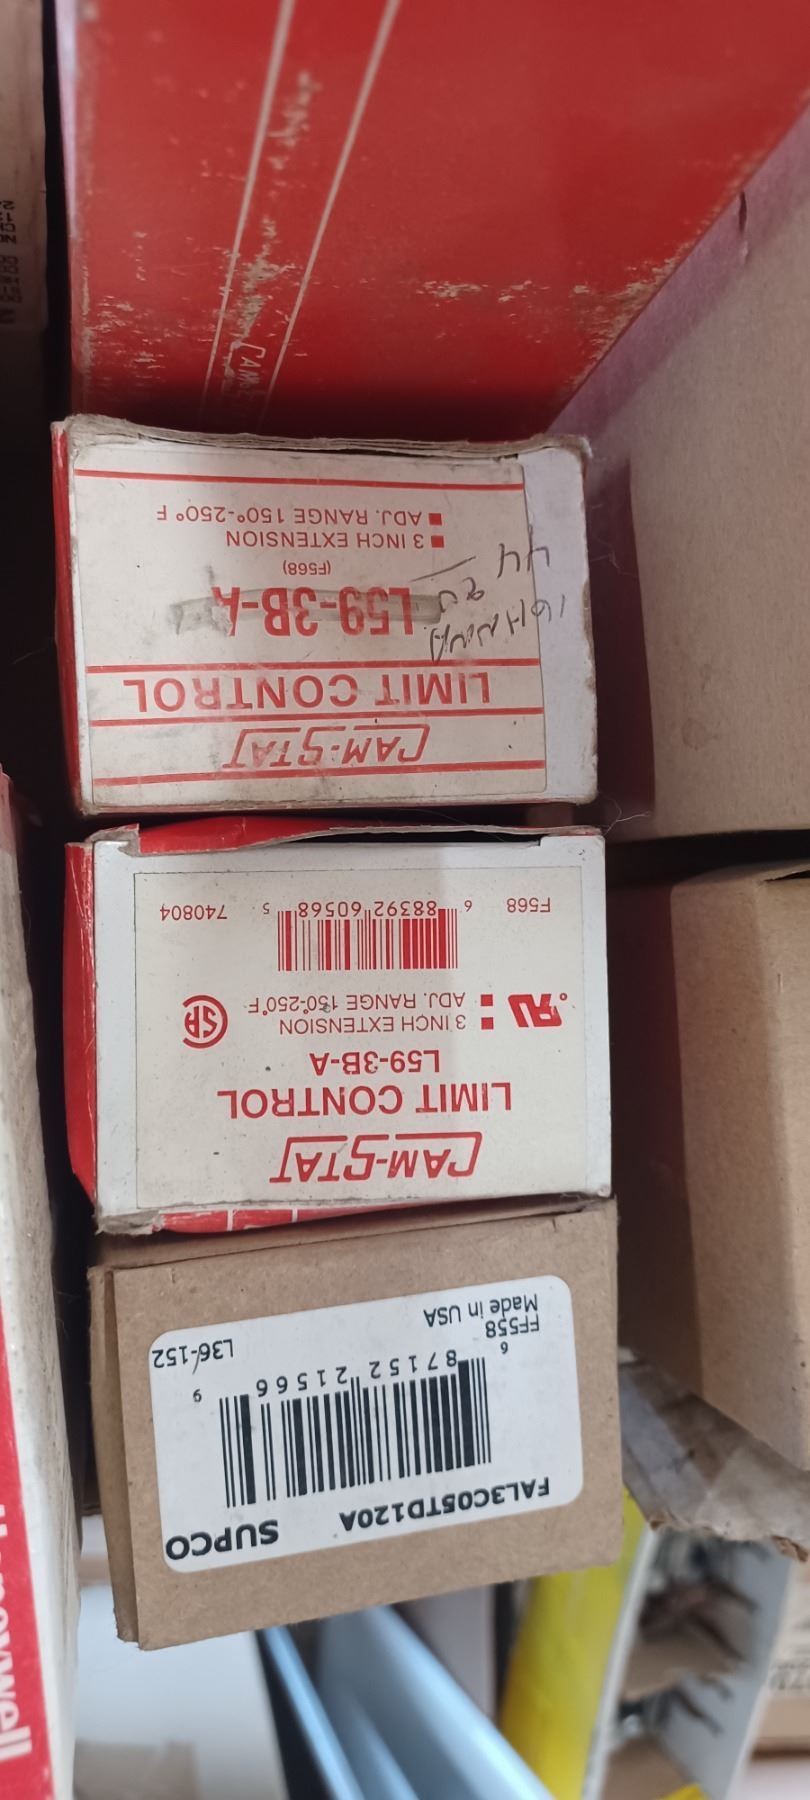 CAM-STAT
LIMIT CONTROL
L59-3B-A
(F568)
■ 3 INCH EXTENSION
■ ADJ. RANGE 150°-250° F
44
CAM-STAT
LIMIT CONTROL
L59-3B-A
■ 3 INCH EXTENSION
■ ADJ. RANGE 150°-250°F
F568 6 88392 60568 5 740804
SUPCO
FAL3C05TD120A
6 87152 21566 9
FF558 L36-152
Made in USA
Honeywell